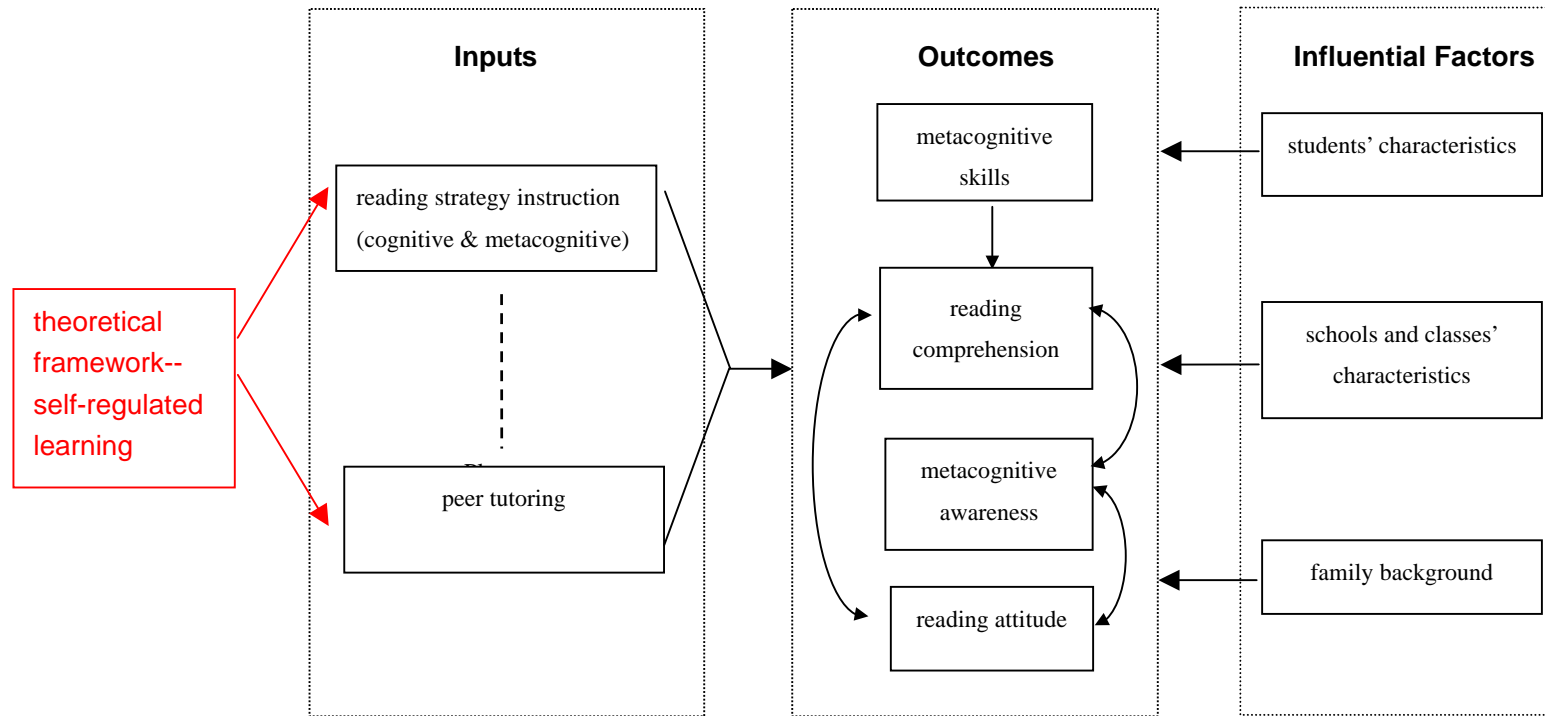 Inputs
Outcomes
Influential Factors
theoretical
framework--
self-regulated
learning
reading strategy instruction
(cognitive & metacognitive)
peer tutoring
metacognitive
skills
reading
comprehension
metacognitive
awareness
reading attitude
students’ characteristics
schools and classes’
characteristics
family background